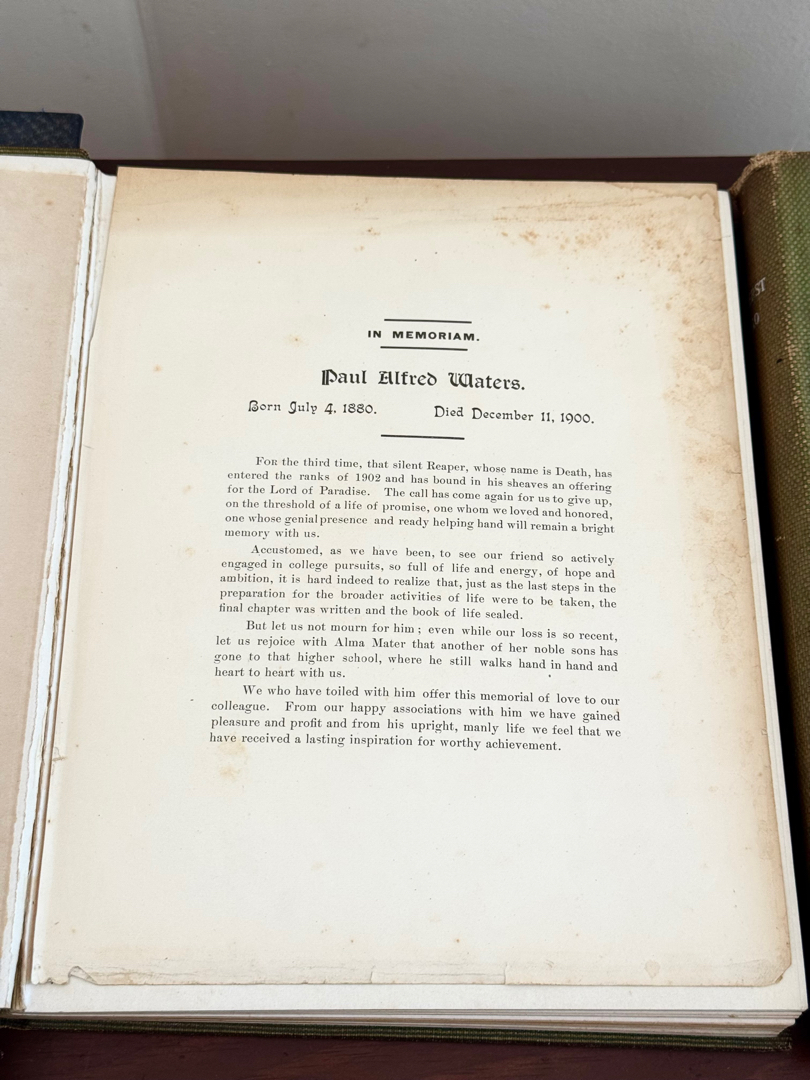 IN MEMORIAM.
Paul Alfred Waters.
Born July 4, 1880. Died December 11, 1900.
FOR the third time, that silent Reaper, whose name is Death, has
entered the ranks of 1902 and has bound in his sheaves an offering
for the Lord of Paradise. The call has come again for us to give up,
on the threshold of a life of promise, one whom we loved and honored,
one whose genial presence and ready helping hand will remain a bright
memory with us.
Accustomed, as we have been, to see our friend so actively
engaged in college pursuits, so full of life and energy, of hope and
ambition, it is hard indeed to realize that, just as the last steps in the
preparation for the broader activities of life were to be taken, the
final chapter was written and the book of life sealed.
But let us not mourn for him; even while our loss is so recent,
let us rejoice with Alma Mater that another of her noble sons has
gone to that higher school, where he still walks hand in hand and
heart to heart with us.
We who have toiled with him offer this memorial of love to our
colleague. From our happy associations with him we have gained
pleasure and profit and from his upright, manly life we feel that we
have received a lasting inspiration for worthy achievement.